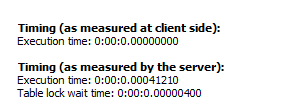 Timing (as measured at client side):
Execution time: 0:00:0.00000000
Timing (as measured by the server):
Execution time: 0:00:0.00041210
Table lock wait time: 0:00:0.00000400